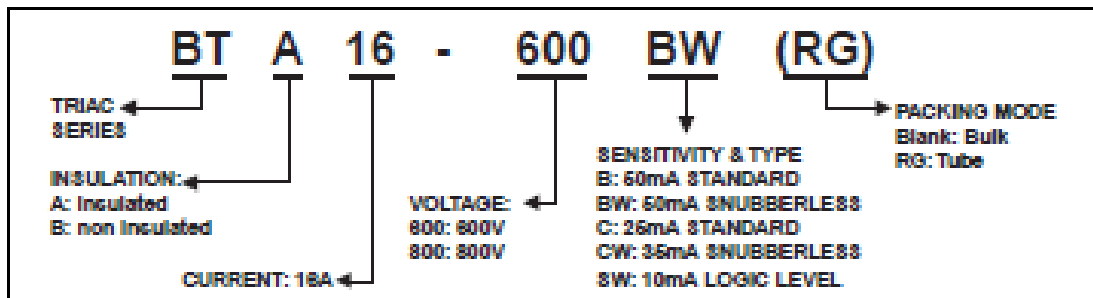 BT A 16 - 600 BW (RG)
TRIAC
SERIES
INSULATION:
A: Insulated
B: non Insulated
CURRENT: 16A
VOLTAGE:
600: 600V
800: 800V
SENSITIVITY & TYPE
B: 50mA STANDARD
BW: 50mA SNUBBERLESS
C: 25mA STANDARD
CW: 35mA SNUBBERLESS
SW: 10mA LOGIC LEVEL
PACKING MODE
Blank: Bulk
RG: Tube